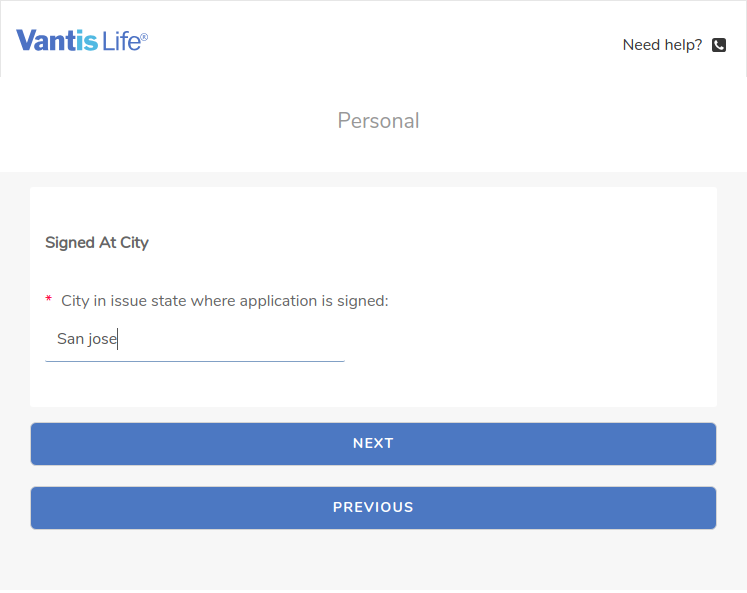 Vantis Life®
Need help?
Personal
Signed At City
* City in issue state where application is signed:
San jose
NEXT
PREVIOUS